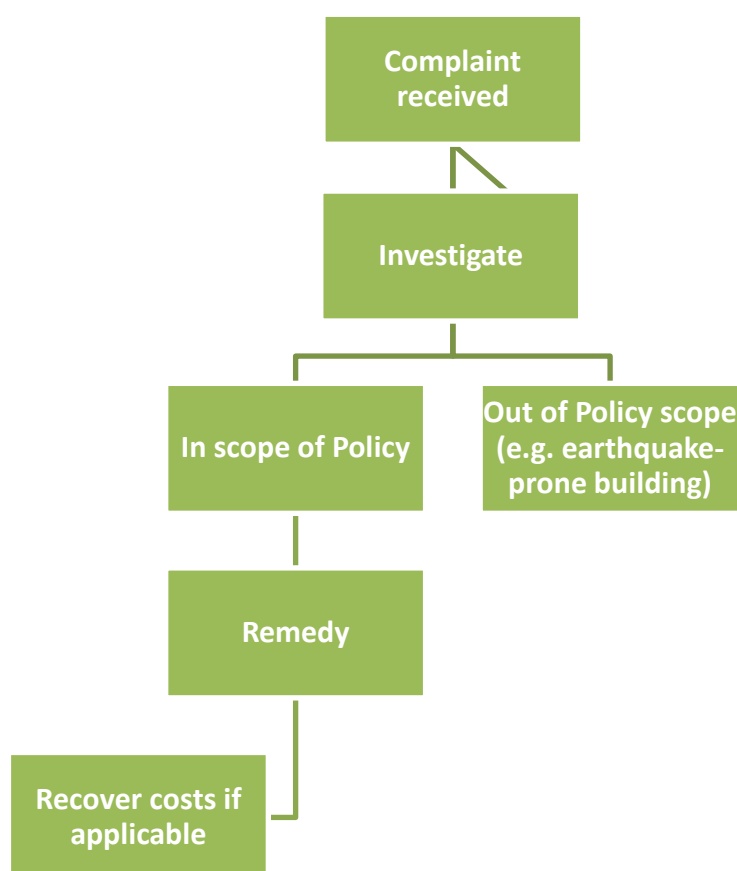 Complaint
received
Investigate
In scope of Policy
Out of Policy scope
(e.g. earthquake-
prone building)
Remedy
Recover costs if
applicable